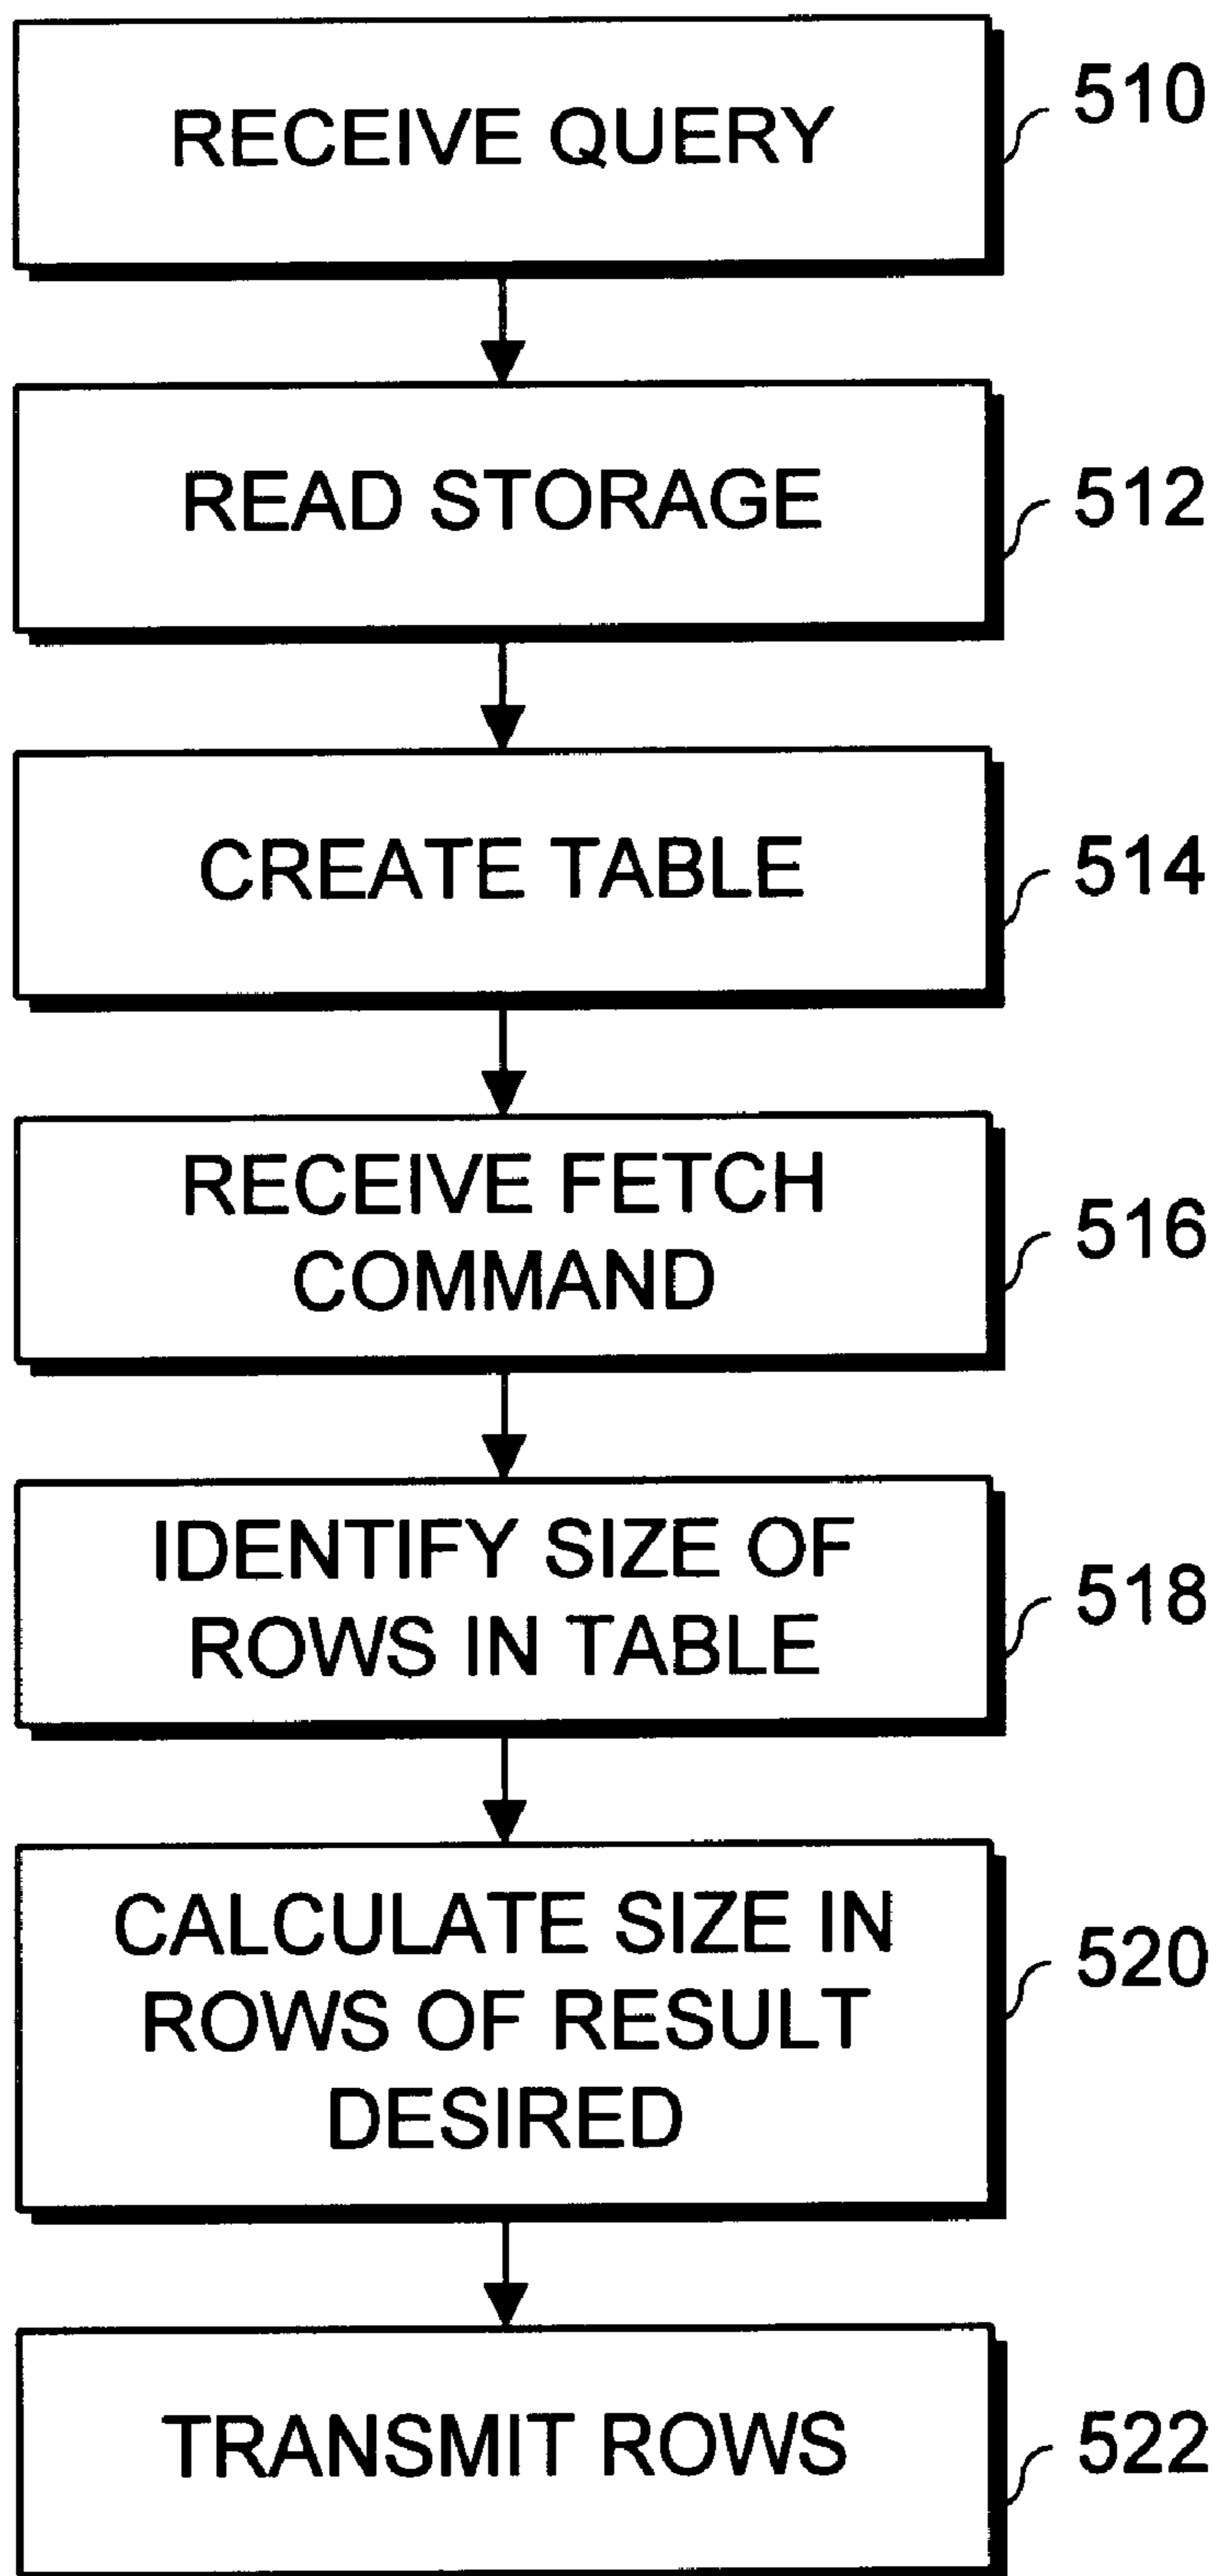 RECEIVE QUERY
510
READ STORAGE
512
CREATE TABLE
514
RECEIVE FETCH
COMMAND
516
IDENTIFY SIZE OF
ROWS IN TABLE
518
CALCULATE SIZE IN
ROWS OF RESULT
DESIRED
520
TRANSMIT ROWS
522